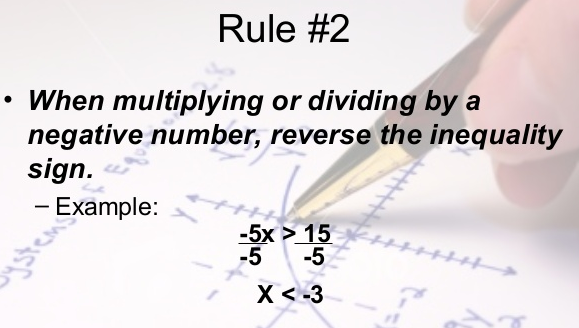 Rule #2
• When multiplying or dividing by a
negative number, reverse the inequality
sign.
– Example:
-5x > 15
-5 -5
X < -3